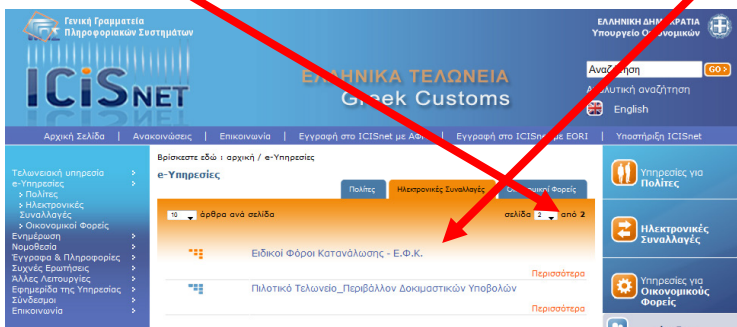 Γενική Γραμματεία
Πληροφοριακών Συστημάτων
ΕΛΛΗΝΙΚΗ ΔΗΜΟΚΡΑΤΙΑ
Υπουργείο Οικονομικών
ICISNET
ΕΛΛΗΝΙΚΑ ΤΕΛΩΝΕΙΑ
Greek Customs
Αναζήτηση
GO >
Αναλυτική αναζήτηση
English
Αρχική Σελίδα | Ανακοινώσεις | Επικοινωνία | Εγγραφή στο ICISnet με ΑΦΜ | Εγγραφή στο ICISnet με EORI | Υποστήριξη ICISnet
Βρίσκεστε εδώ : αρχική / e-Υπηρεσίες
e-Υπηρεσίες
Τελωνειακή υπηρεσία >
e-Υπηρεσίες >
> Πολίτες
> Ηλεκτρονικές
Συναλλαγές
> Οικονομικοί Φορείς
Ενημέρωση >
Νομοθεσία >
Έγγραφα & Πληροφορίες >
Συχνές Ερωτήσεις >
Άλλες Λειτουργίες >
Εφημερίδα της Υπηρεσίας >
Σύνδεσμοι >
Επικοινωνία >
Πολίτες
Ηλεκτρονικές Συναλλαγές
Οικονομικοί Φορείς
10 άρθρα ανά σελίδα
σελίδα 2 από 2
Ειδικοί Φόροι Κατανάλωσης - Ε.Φ.Κ.
Περισσότερα
Πιλοτικό Τελωνείο_Περιβάλλον Δοκιμαστικών Υποβολών
Περισσότερα
Υπηρεσίες για
Πολίτες
Ηλεκτρονικές
Συναλλαγές
Υπηρεσίες για
Οικονομικούς
Φορείς